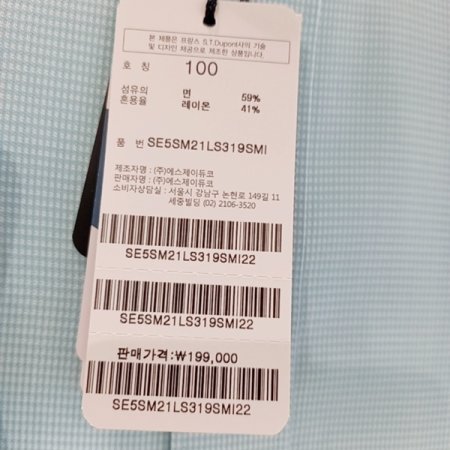 본 제품은 프랑스 S.T.Dupont사의 기술
및 디자인 제공으로 제조한 상품입니다.
호 칭 100
섬유의 면 59%
혼용율 레이온 41%
품 번 SE5SM21LS319SMI
제조자명 : (주)에스제이듀코
판매자명 : (주)에스제이듀코
소비자상담실 : 서울시 강남구 논현로 149길 11
세중빌딩 (02) 2106-3520
SE5SM21LS319SMI22
SE5SM21LS319SMI22
판매가격:₩199,000
SE5SM21LS319SMI22